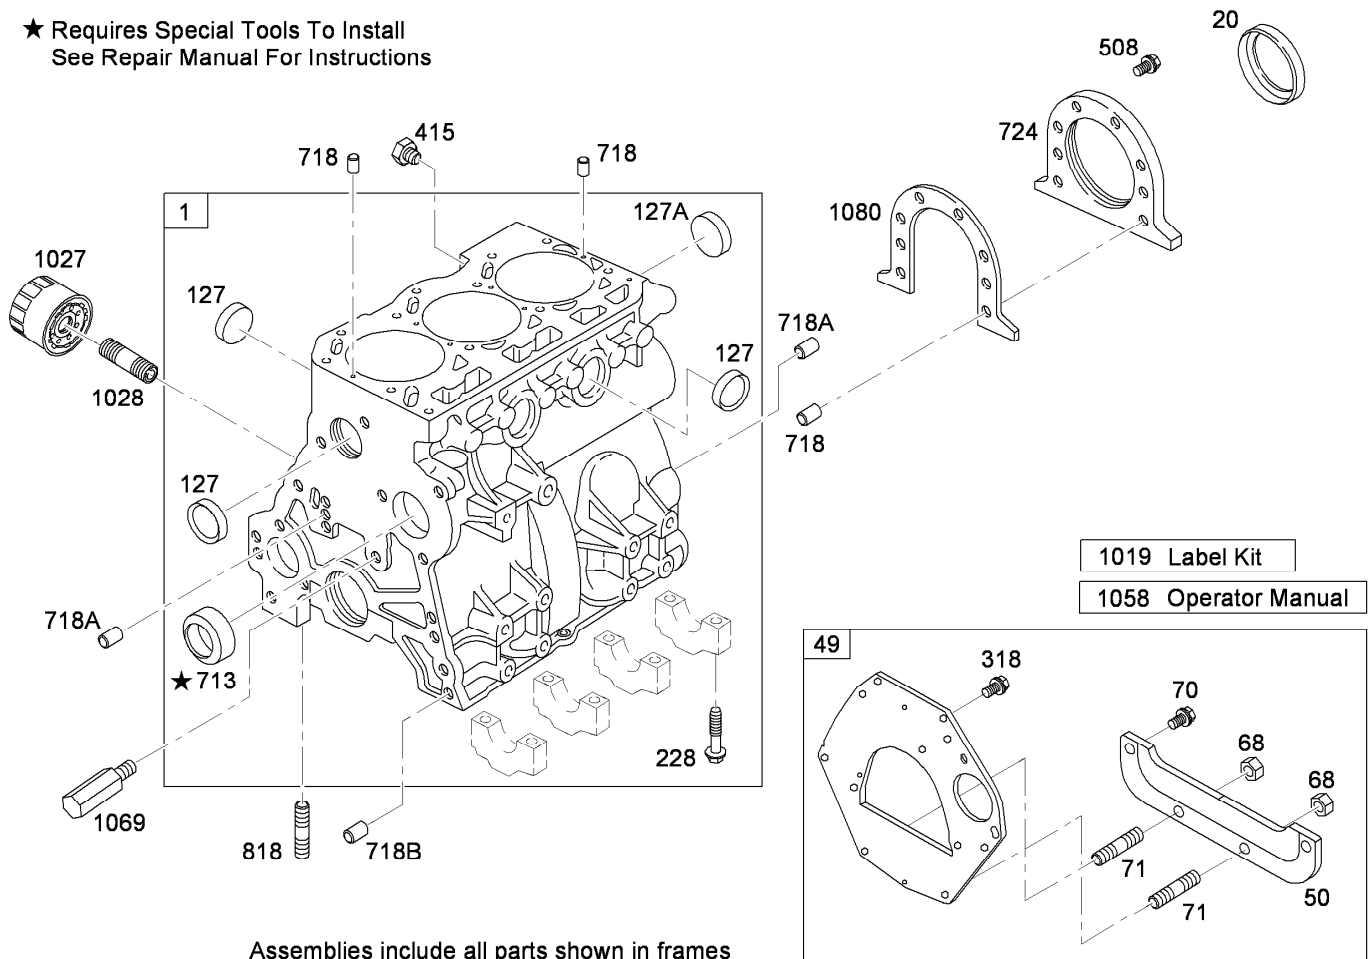 ★ Requires Special Tools To Install
See Repair Manual For Instructions
20
508
724
415
718
718
1
127A
1080
1027
127
718A
127
1028
718
127
1019 Label Kit
1058 Operator Manual
718A
★ 713
49
318
70
68
228
68
1069
818
718B
71
50
71
Assemblies include all parts shown in frames